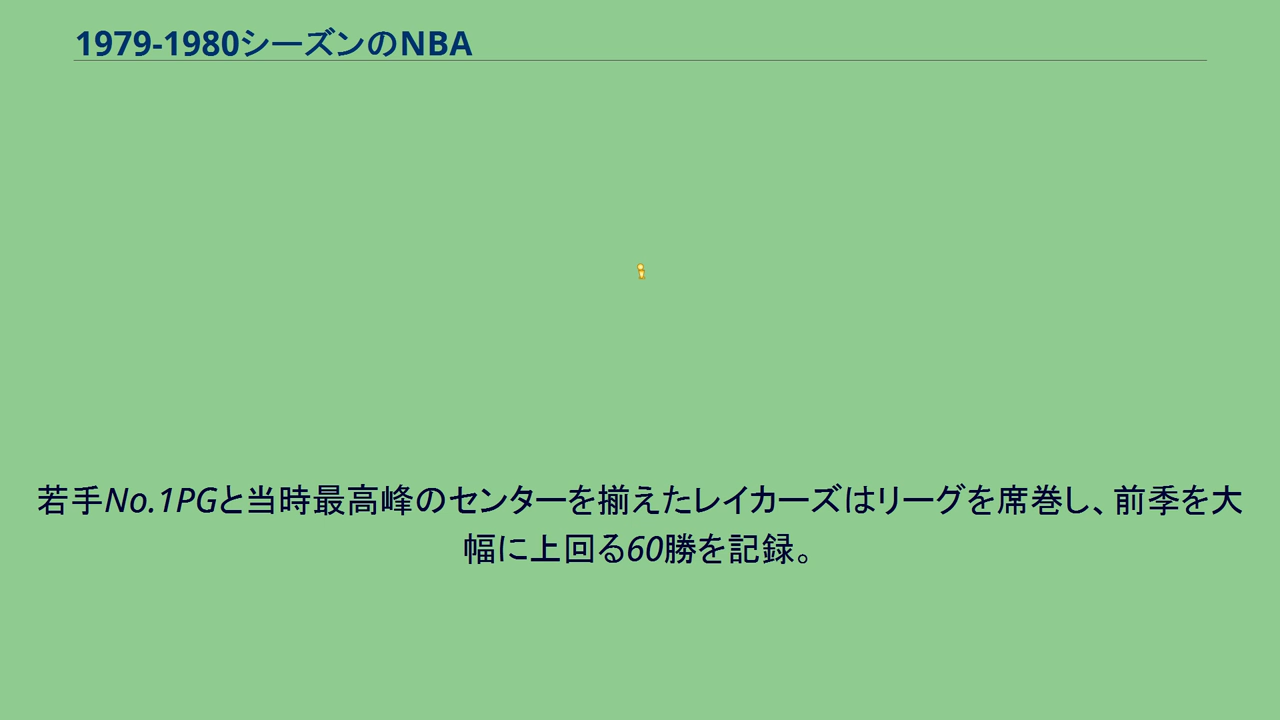 1979-1980シーズンのNBA
若手No.1PGと当時最高峰のセンターを揃えたレイカーズはリーグを席巻し、前季を大
幅に上回る60勝を記録。